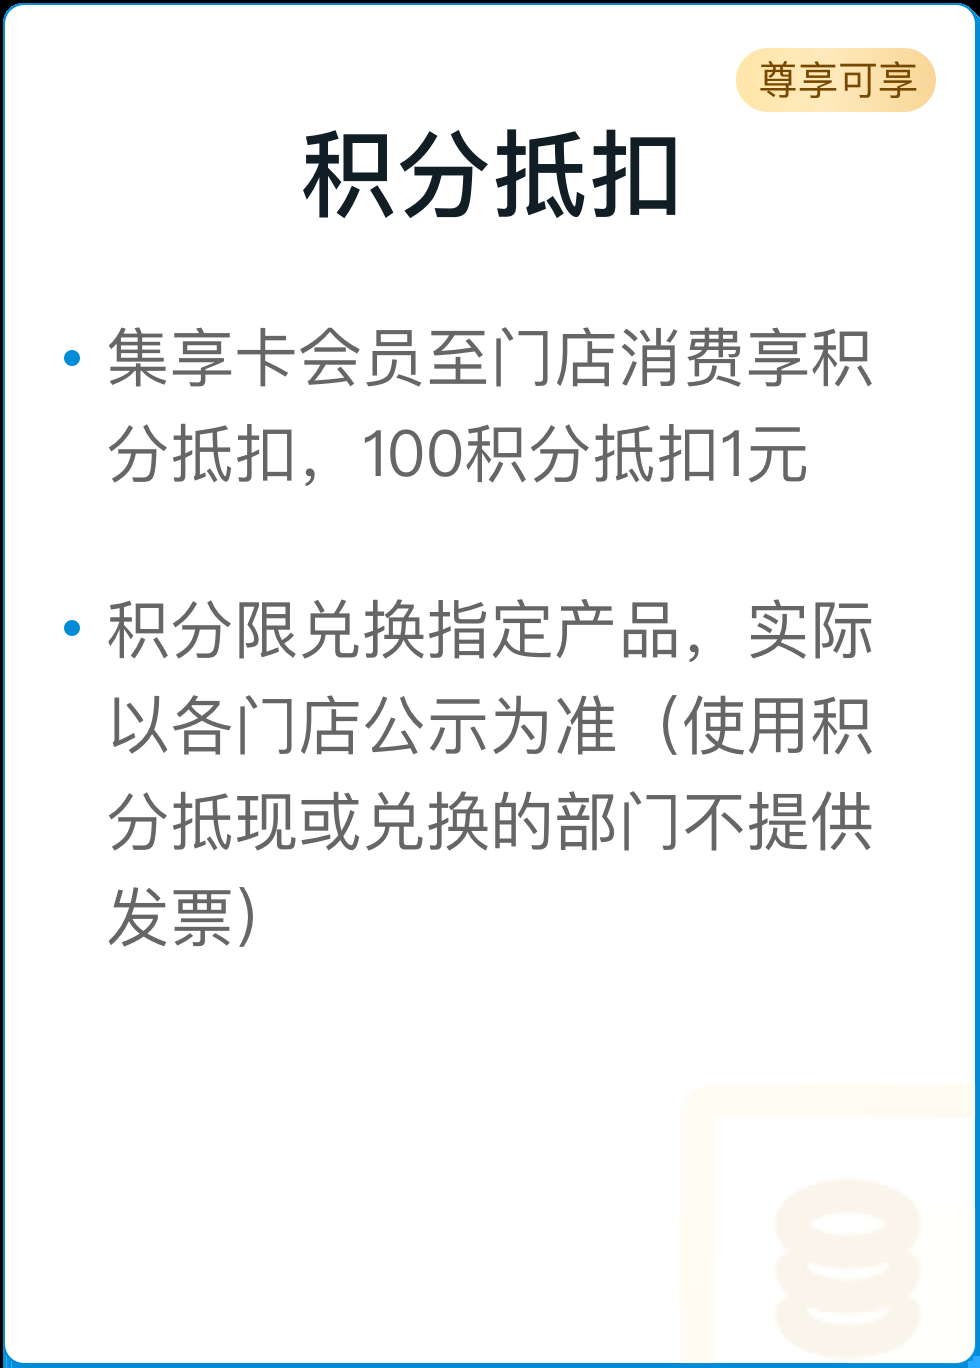 尊享可享
积分抵扣
集享卡会员至门店消费享积
分抵扣，100积分抵扣1元
积分限兑换指定产品，实际
以各门店公示为准（使用积
分抵现或兑换的部门不提供
发票）